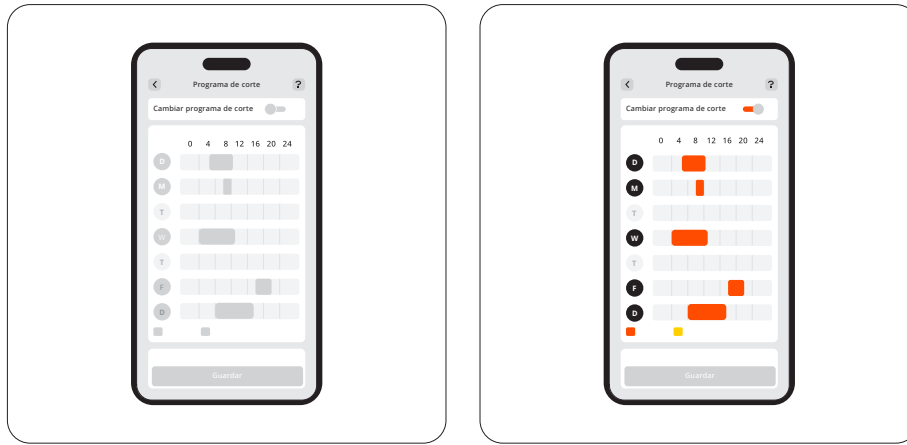 Programa de corte ?
Cambiar programa de corte
0 4 8 12 16 20 24
D
M
T
W
T
F
D
Guardar
Programa de corte ?
Cambiar programa de corte
0 4 8 12 16 20 24
D
M
T
W
T
F
D
Guardar